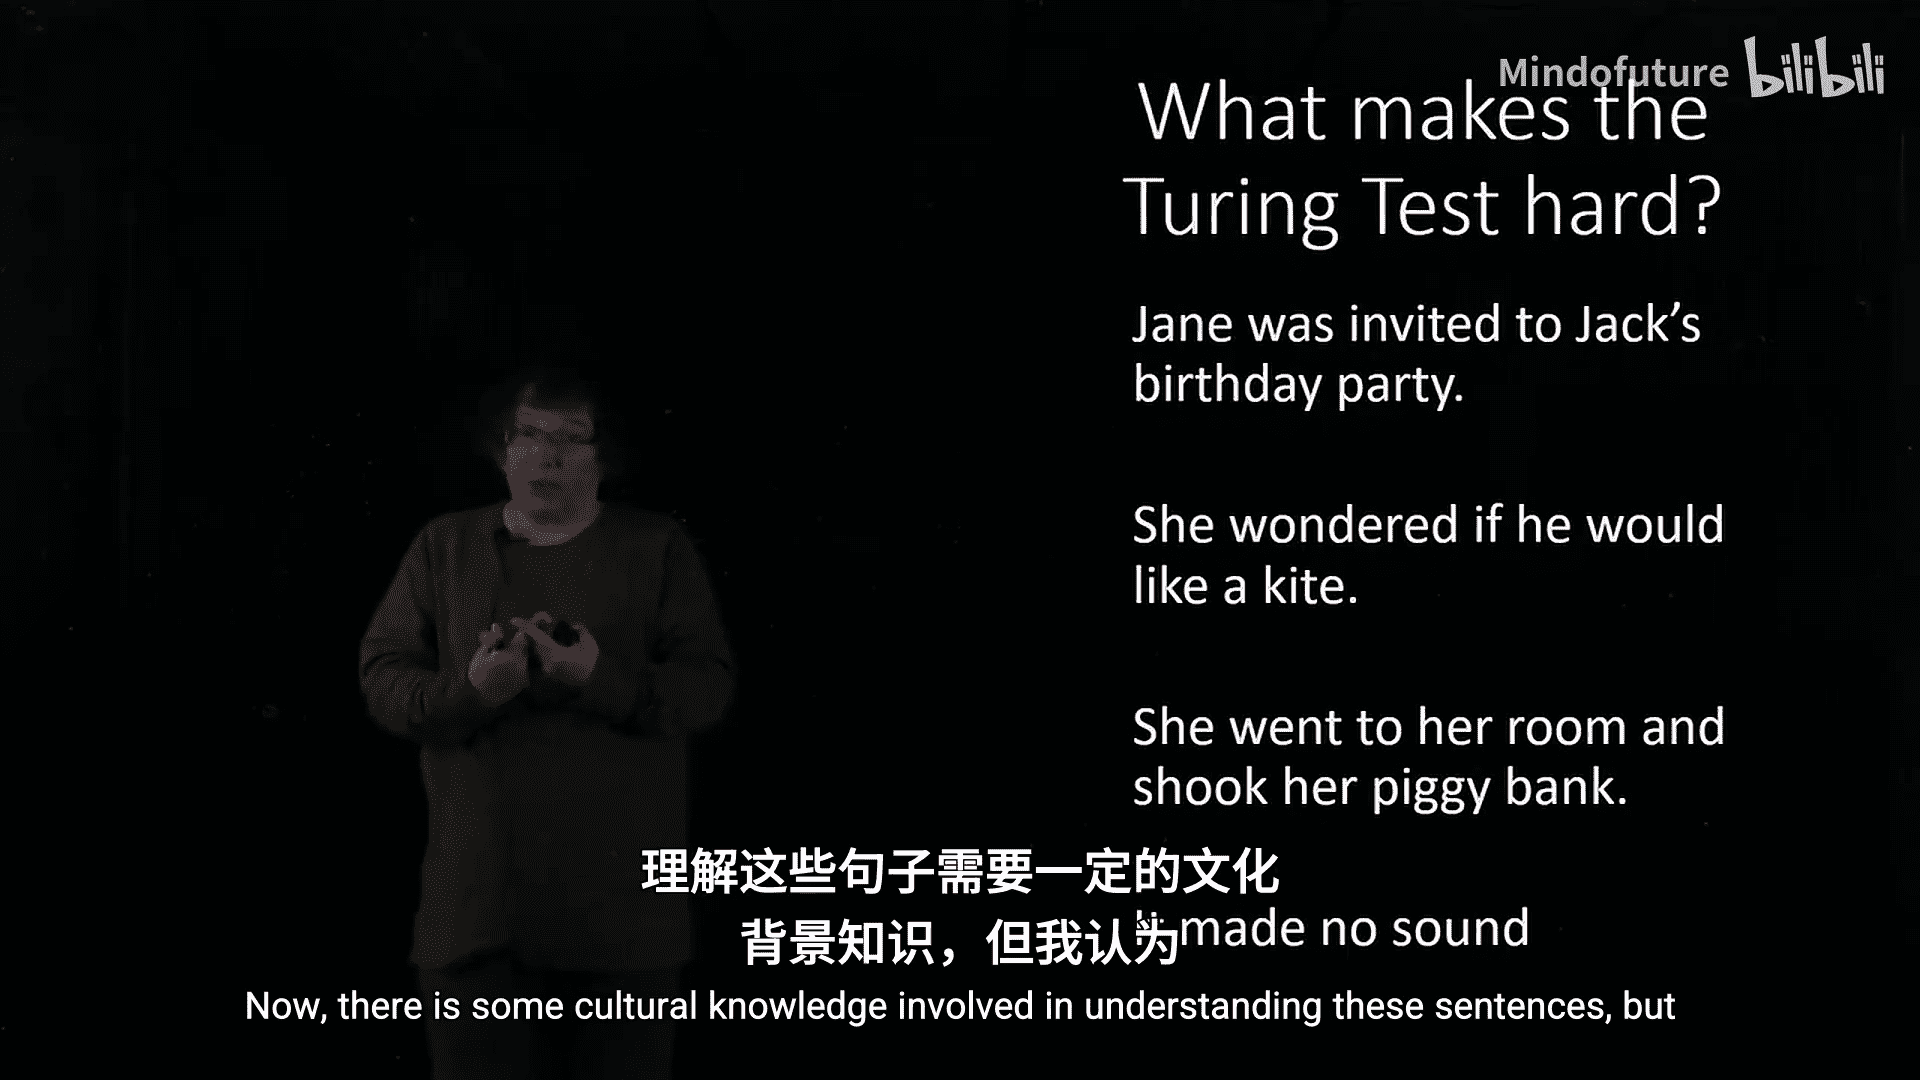 Mindofuture bilibili
What makes the
Turing Test hard?
Jane was invited to Jack’s
birthday party.
She wondered if he would
like a kite.
She went to her room and
shook her piggy bank.
made no sound
理解这些句子需要一定的文化
背景知识，但我认为
Now, there is some cultural knowledge involved in understanding these sentences, but